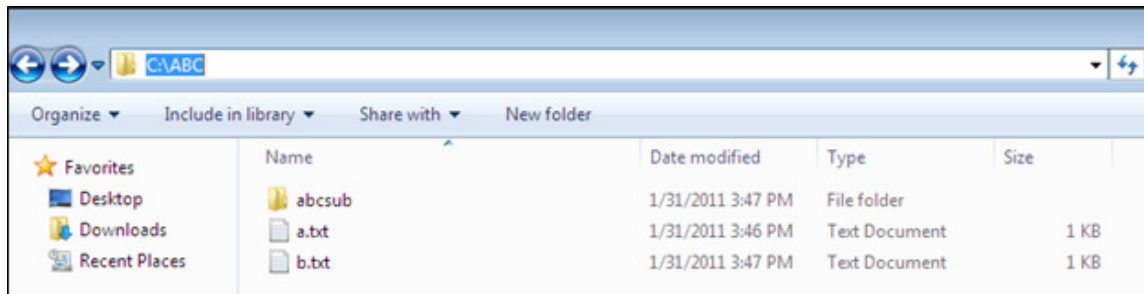 C:\ABC
Organize Include in library Share with New folder
Favorites
Desktop
Downloads
Recent Places
Name Date modified Type Size
abcsub 1/31/2011 3:47 PM File folder
a.txt 1/31/2011 3:46 PM Text Document 1 KB
b.txt 1/31/2011 3:47 PM Text Document 1 KB